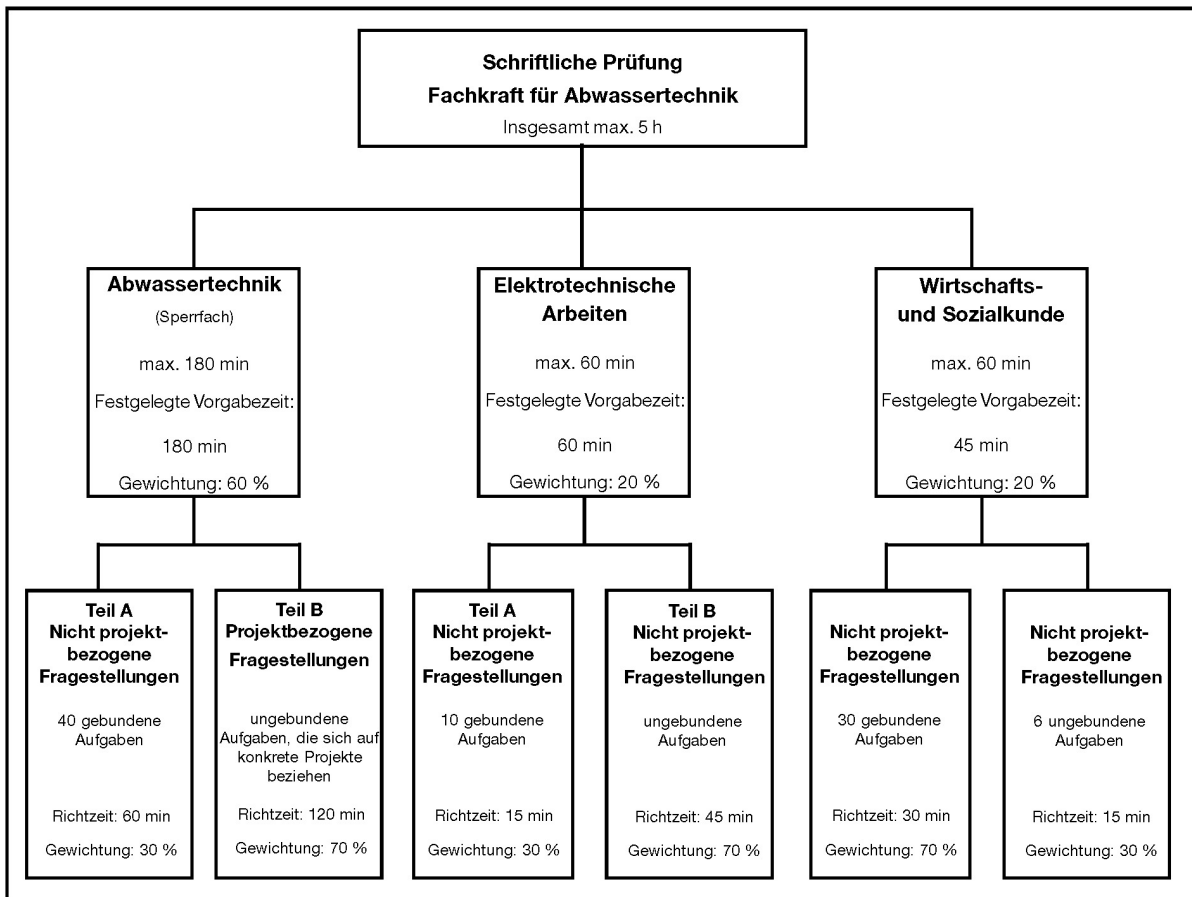 Schriftliche Prüfung
Fachkraft für Abwassertechnik
Insgesamt max. 5 h
Abwassertechnik
(Sperrfach)
max. 180 min
Festgelegte Vorgabezeit:
180 min
Gewichtung: 60 %
Elektrotechnische
Arbeiten
max. 60 min
Festgelegte Vorgabezeit:
60 min
Gewichtung: 20 %
Wirtschafts-
und Sozialkunde
max. 60 min
Festgelegte Vorgabezeit:
45 min
Gewichtung: 20 %
Teil A
Nicht projekt-
bezogene
Fragestellungen
40 gebundene
Aufgaben
Richtzeit: 60 min
Gewichtung: 30 %
Teil B
Projektbezogene
Fragestellungen
ungebundene
Aufgaben, die sich auf
konkrete Projekte
beziehen
Richtzeit: 120 min
Gewichtung: 70 %
Teil A
Nicht projekt-
bezogene
Fragestellungen
10 gebundene
Aufgaben
Richtzeit: 15 min
Gewichtung: 30 %
Teil B
Nicht projekt-
bezogene
Fragestellungen
ungebundene
Aufgaben
Richtzeit: 45 min
Gewichtung: 70 %
Nicht projekt-
bezogene
Fragestellungen
30 gebundene
Aufgaben
Richtzeit: 30 min
Gewichtung: 70 %
Nicht projekt-
bezogene
Fragestellungen
6 ungebundene
Aufgaben
Richtzeit: 15 min
Gewichtung: 30 %